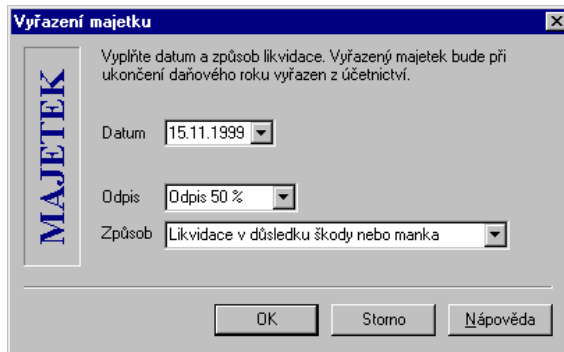 Vyřazení majetku
MAJETEK
Vyplňte datum a způsob likvidace. Vyřazený majetek bude při
ukončení daňového roku vyřazen z účetnictví.
Datum 15.11.1999
Odpis Odpis 50 %
Způsob Likvidace v důsledku škody nebo manka
OK Storno Nápověda